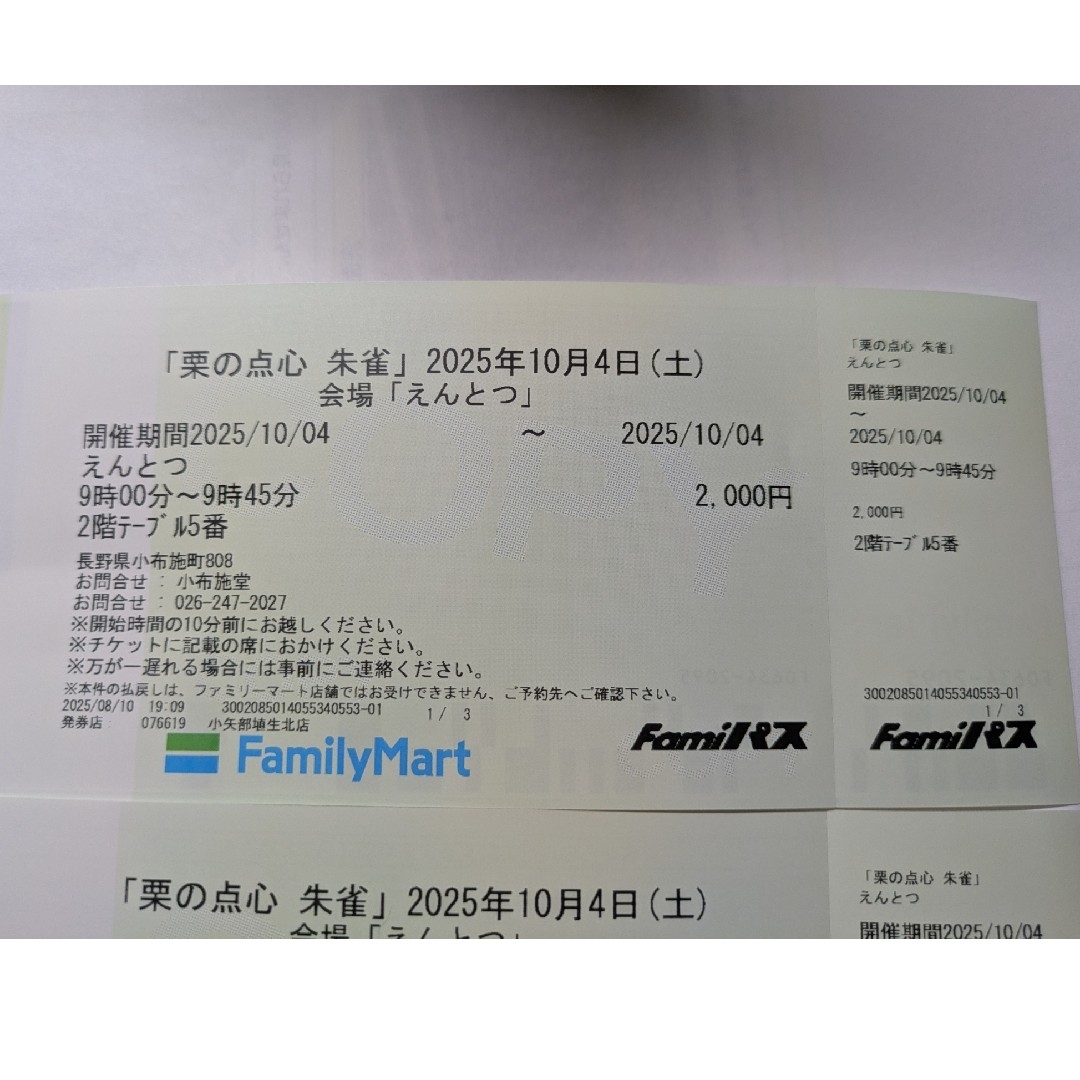 「栗の点心 朱雀」2025年10月4日(土)
会場「えんとつ」
開催期間2025/10/04 ～ 2025/10/04
えんとつ
9時00分～9時45分 2,000円
2階ﾃｰﾌﾞﾙ5番
長野県小布施町808
お問合せ : 小布施堂
お問合せ : 026-247-2027
※開始時間の10分前にお越しください。
※チケットに記載の席におかけください。
※万が一遅れる場合には事前にご連絡ください。
※本件の払戻しは、ファミリーマート店舗ではお受けできません、ご予約先へご確認下さい。
2025/08/10 19:09 3002085014055340553-01 1/ 3
発券店: 076619 小矢部埴生北店
FamilyMart
Famiパス
COPY
「栗の点心 朱雀」
えんとつ
開催期間2025/10/04
～
2025/10/04
9時00分～9時45分
2,000円
2階ﾃｰﾌﾞﾙ5番
3002085014055340553-01
1/ 3
Famiパス
「栗の点心 朱雀」2025年10月4日(土)
会場「えんとつ」
「栗の点心 朱雀」
えんとつ
開催期間2025/10/04